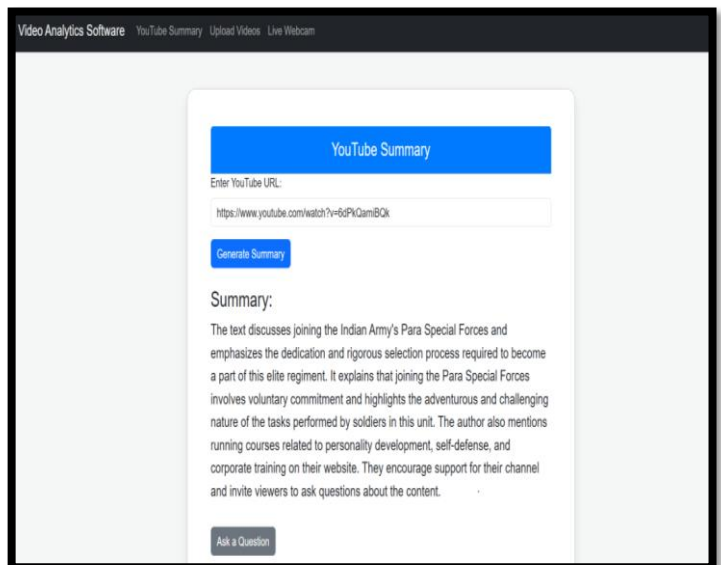 Video Analytics Software YouTube Summary Upload Videos Live Webcam
YouTube Summary
Enter YouTube URL:
https://www.youtube.com/watch?v=6dPkQamiBQk
Generate Summary
Summary:
The text discusses joining the Indian Army's Para Special Forces and
emphasizes the dedication and rigorous selection process required to become
a part of this elite regiment. It explains that joining the Para Special Forces
involves voluntary commitment and highlights the adventurous and challenging
nature of the tasks performed by soldiers in this unit. The author also mentions
running courses related to personality development, self-defense, and
corporate training on their website. They encourage support for their channel
and invite viewers to ask questions about the content.
Ask a Question